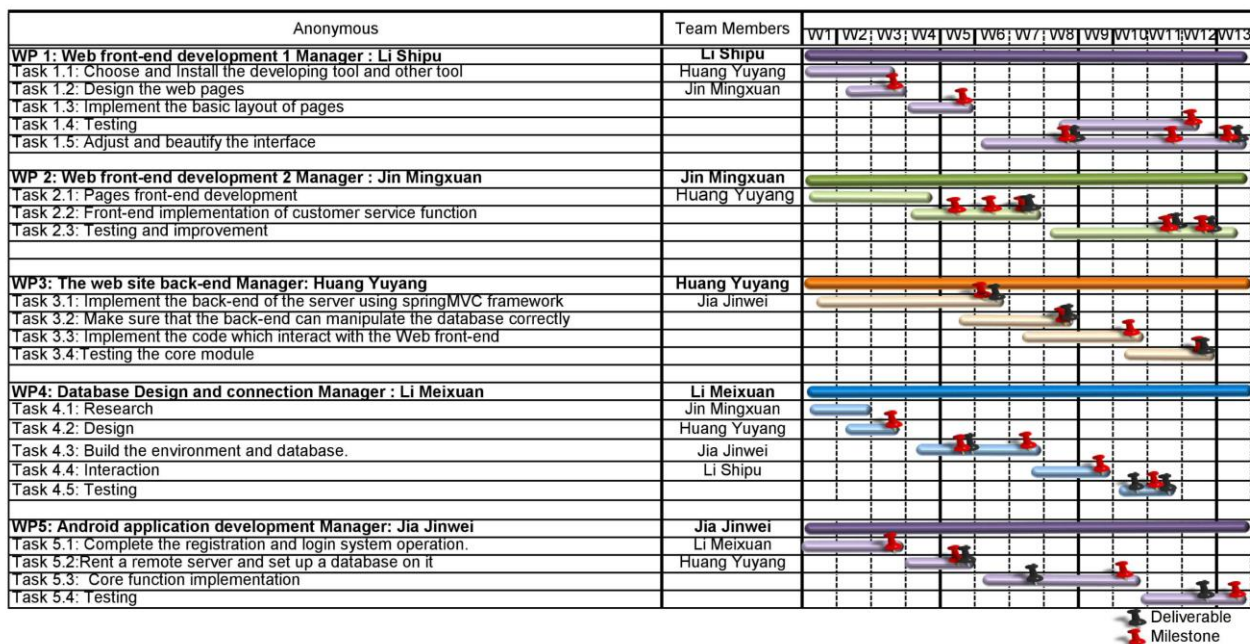 Anonymous Team Members W1 W2 W3 W4 W5 W6 W7 W8 W9 W10 W11 W12 W13
WP 1: Web front-end development 1 Manager : Li Shipu Li Shipu
Task 1.1: Choose and Install the developing tool and other tool Huang Yuyang
Task 1.2: Design the web pages Jin Mingxuan
Task 1.3: Implement the basic layout of pages
Task 1.4: Testing
Task 1.5: Adjust and beautify the interface
WP 2: Web front-end development 2 Manager : Jin Mingxuan Jin Mingxuan
Task 2.1: Pages front-end development Huang Yuyang
Task 2.2: Front-end implementation of customer service function
Task 2.3: Testing and improvement
WP3: The web site back-end Manager: Huang Yuyang Huang Yuyang
Task 3.1: Implement the back-end of the server using springMVC framework Jia Jinwei
Task 3.2: Make sure that the back-end can manipulate the database correctly
Task 3.3: Implement the code which interact with the Web front-end
Task 3.4:Testing the core module
WP4: Database Design and connection Manager : Li Meixuan Li Meixuan
Task 4.1: Research Jin Mingxuan
Task 4.2: Design Huang Yuyang
Task 4.3: Build the environment and database. Jia Jinwei
Task 4.4: Interaction Li Shipu
Task 4.5: Testing
WP5: Android application development Manager: Jia Jinwei Jia Jinwei
Task 5.1: Complete the registration and login system operation. Li Meixuan
Task 5.2:Rent a remote server and set up a database on it Huang Yuyang
Task 5.3: Core function implementation
Task 5.4: Testing
Deliverable
Milestone